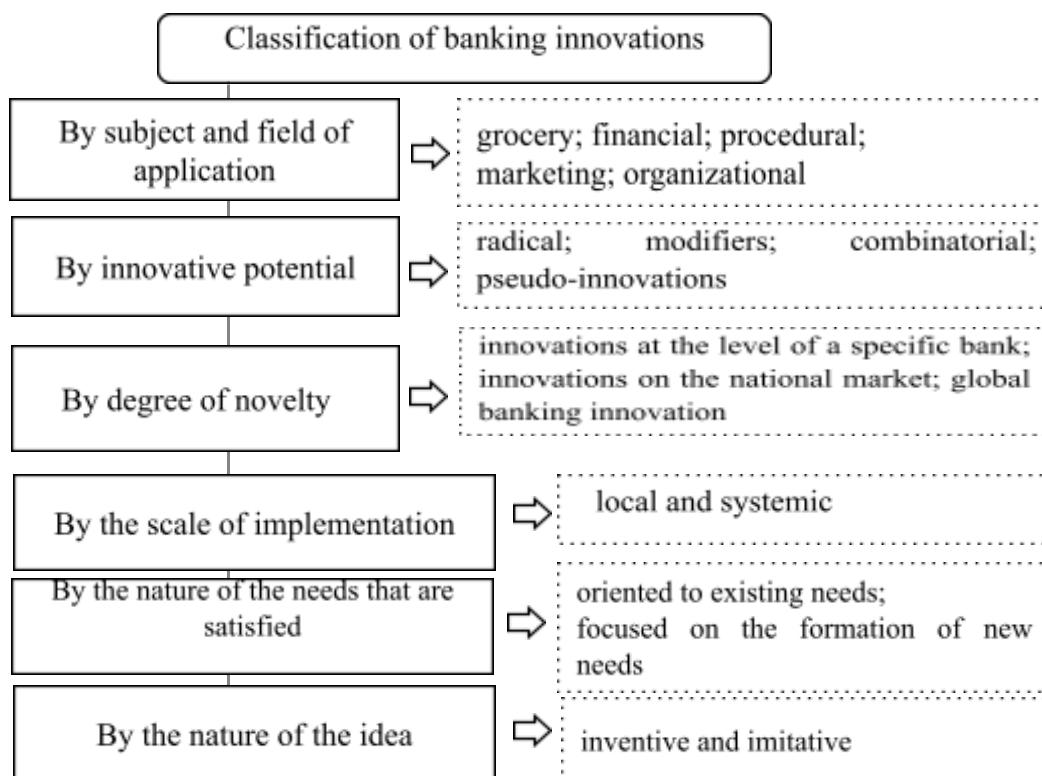 Classification of banking innovations
By subject and field of
application
grocery; financial; procedural;
marketing; organizational
By innovative potential
radical; modifiers; combinatorial;
pseudo-innovations
By degree of novelty
innovations at the level of a specific bank;
innovations on the national market; global
banking innovation
By the scale of implementation
local and systemic
By the nature of the needs that are
satisfied
oriented to existing needs;
focused on the formation of new
needs
By the nature of the idea
inventive and imitative